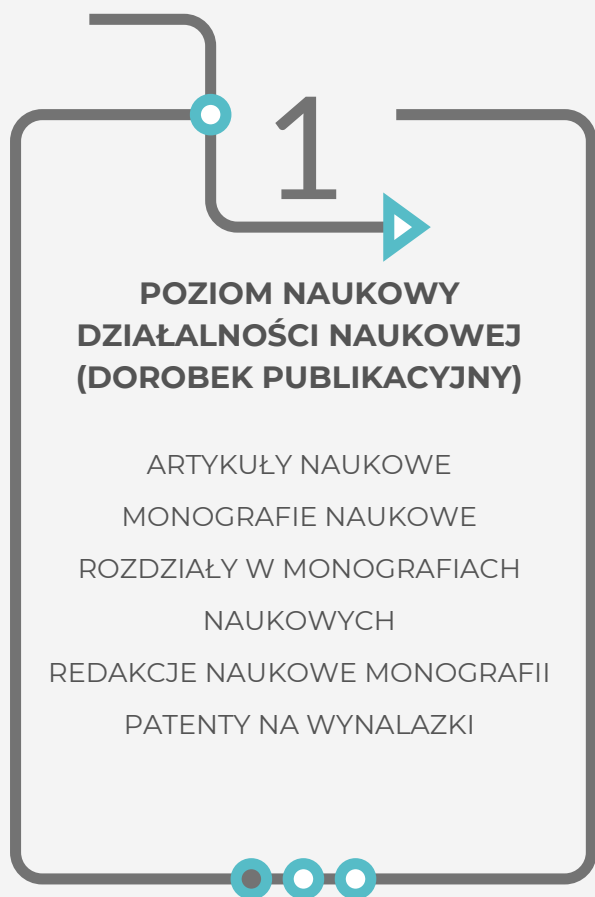 1
POZIOM NAUKOWY
DZIAŁALNOŚCI NAUKOWEJ
(DOROBEK PUBLIKACYJNY)
ARTYKUŁY NAUKOWE
MONOGRAFIE NAUKOWE
ROZDZIAŁY W MONOGRAFIACH
NAUKOWYCH
REDAKCJE NAUKOWE MONOGRAFII
PATENTY NA WYNALAZKI